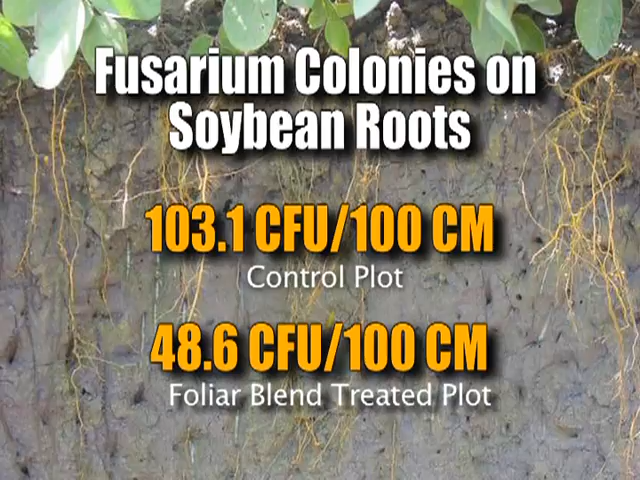 Fusarium Colonies on
Soybean Roots
103.1 CFU/100 CM
Control Plot
48.6 CFU/100 CM
Foliar Blend Treated Plot